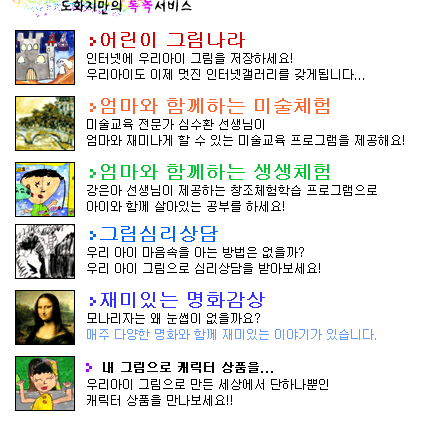 도화지만의 톡톡서비스
어린이 그림나라
인터넷에 우리아이 그림을 저장하세요!
우리아이도 이제 멋진 인터넷갤러리를 갖게됩니다...
엄마와 함께하는 미술체험
미술교육 전문가 심수환 선생님이
엄마와 재미나게 할 수 있는 미술교육 프로그램을 제공해요!
엄마와 함께하는 생생체험
강은아 선생님이 제공하는 창조체험학습 프로그램으로
아이와 함께 살아있는 공부를 하세요!
그림심리상담
우리 아이 마음속을 아는 방법은 없을까?
우리 아이 그림으로 심리상담을 받아보세요!
재미있는 명화감상
모나리자는 왜 눈썹이 없을까요?
매주 다양한 명화와 함께 재미있는 이야기가 있습니다.
내 그림으로 캐릭터 상품을...
우리아이 그림으로 만든 세상에서 단하나뿐인
캐릭터 상품을 만나보세요!!